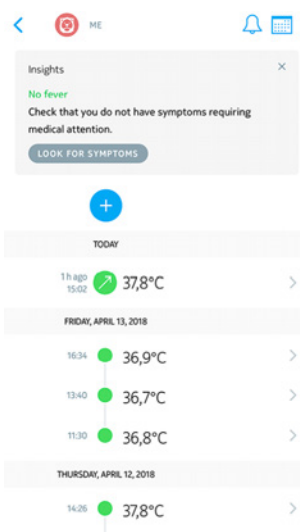 ME
Insights
No fever
Check that you do not have symptoms requiring
medical attention.
LOOK FOR SYMPTOMS
TODAY
1 h ago
15:02
37,8°C
FRIDAY, APRIL 13, 2018
16:34
36,9°C
13:40
36,7°C
11:30
36,8°C
THURSDAY, APRIL 12, 2018
14:26
37,8°C